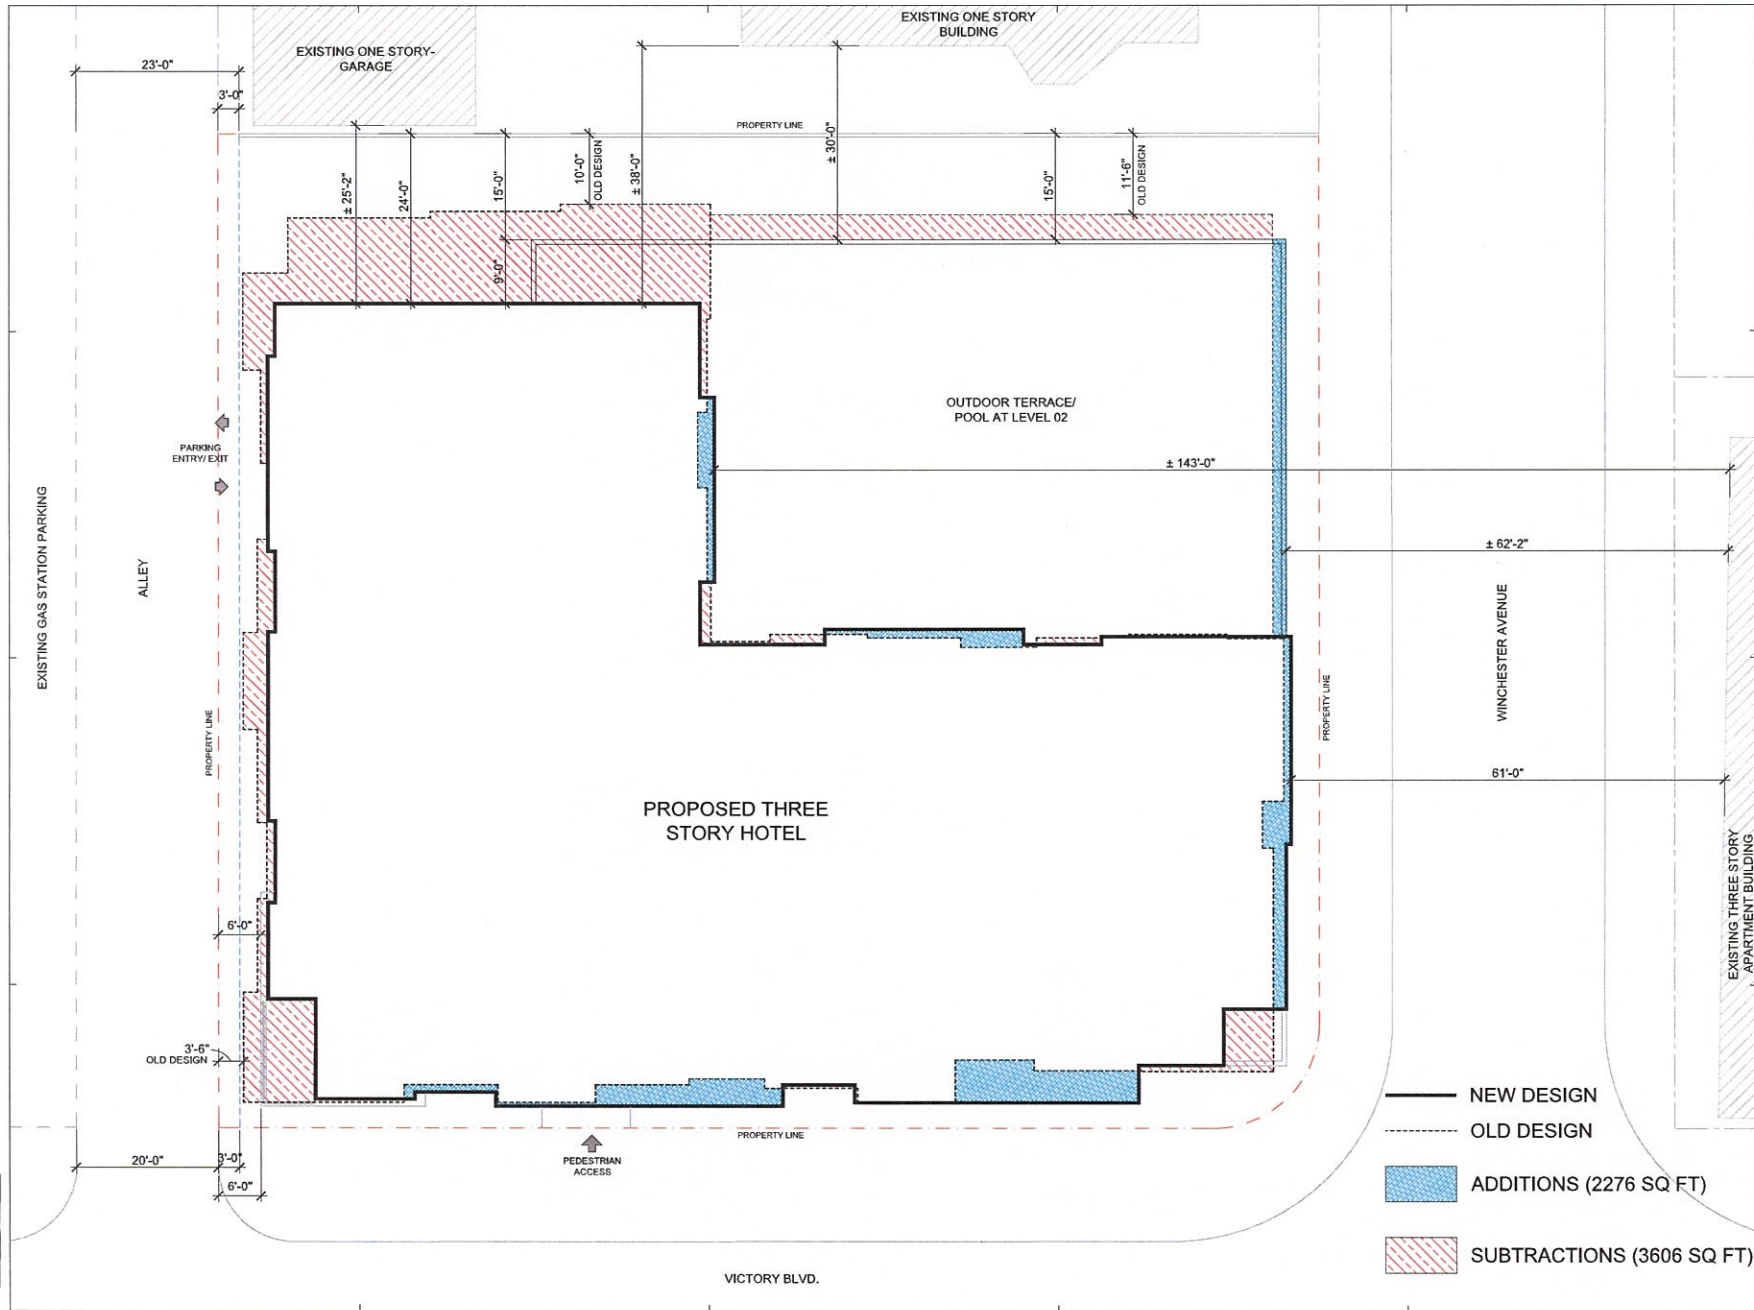 EXISTING ONE STORY-
GARAGE
EXISTING ONE STORY
BUILDING
23'-0"
3'-0"
PROPERTY LINE
± 25'-2"
24'-0"
15'-0"
10'-0"
OLD DESIGN
± 38'-0"
± 30'-0"
15'-0"
11'-6"
OLD DESIGN
9'-0"
OUTDOOR TERRACE/
POOL AT LEVEL 02
PARKING
ENTRY/ EXIT
± 143'-0"
± 62'-2"
EXISTING GAS STATION PARKING
ALLEY
WINCHESTER AVENUE
PROPERTY LINE
PROPERTY LINE
61'-0"
PROPOSED THREE
STORY HOTEL
EXISTING THREE STORY
APARTMENT BUILDING
6'-0"
3'-6"
OLD DESIGN
NEW DESIGN
OLD DESIGN
PROPERTY LINE
20'-0"
3'-0"
6'-0"
PEDESTRIAN
ACCESS
ADDITIONS (2276 SQ FT)
SUBTRACTIONS (3606 SQ FT)
VICTORY BLVD.